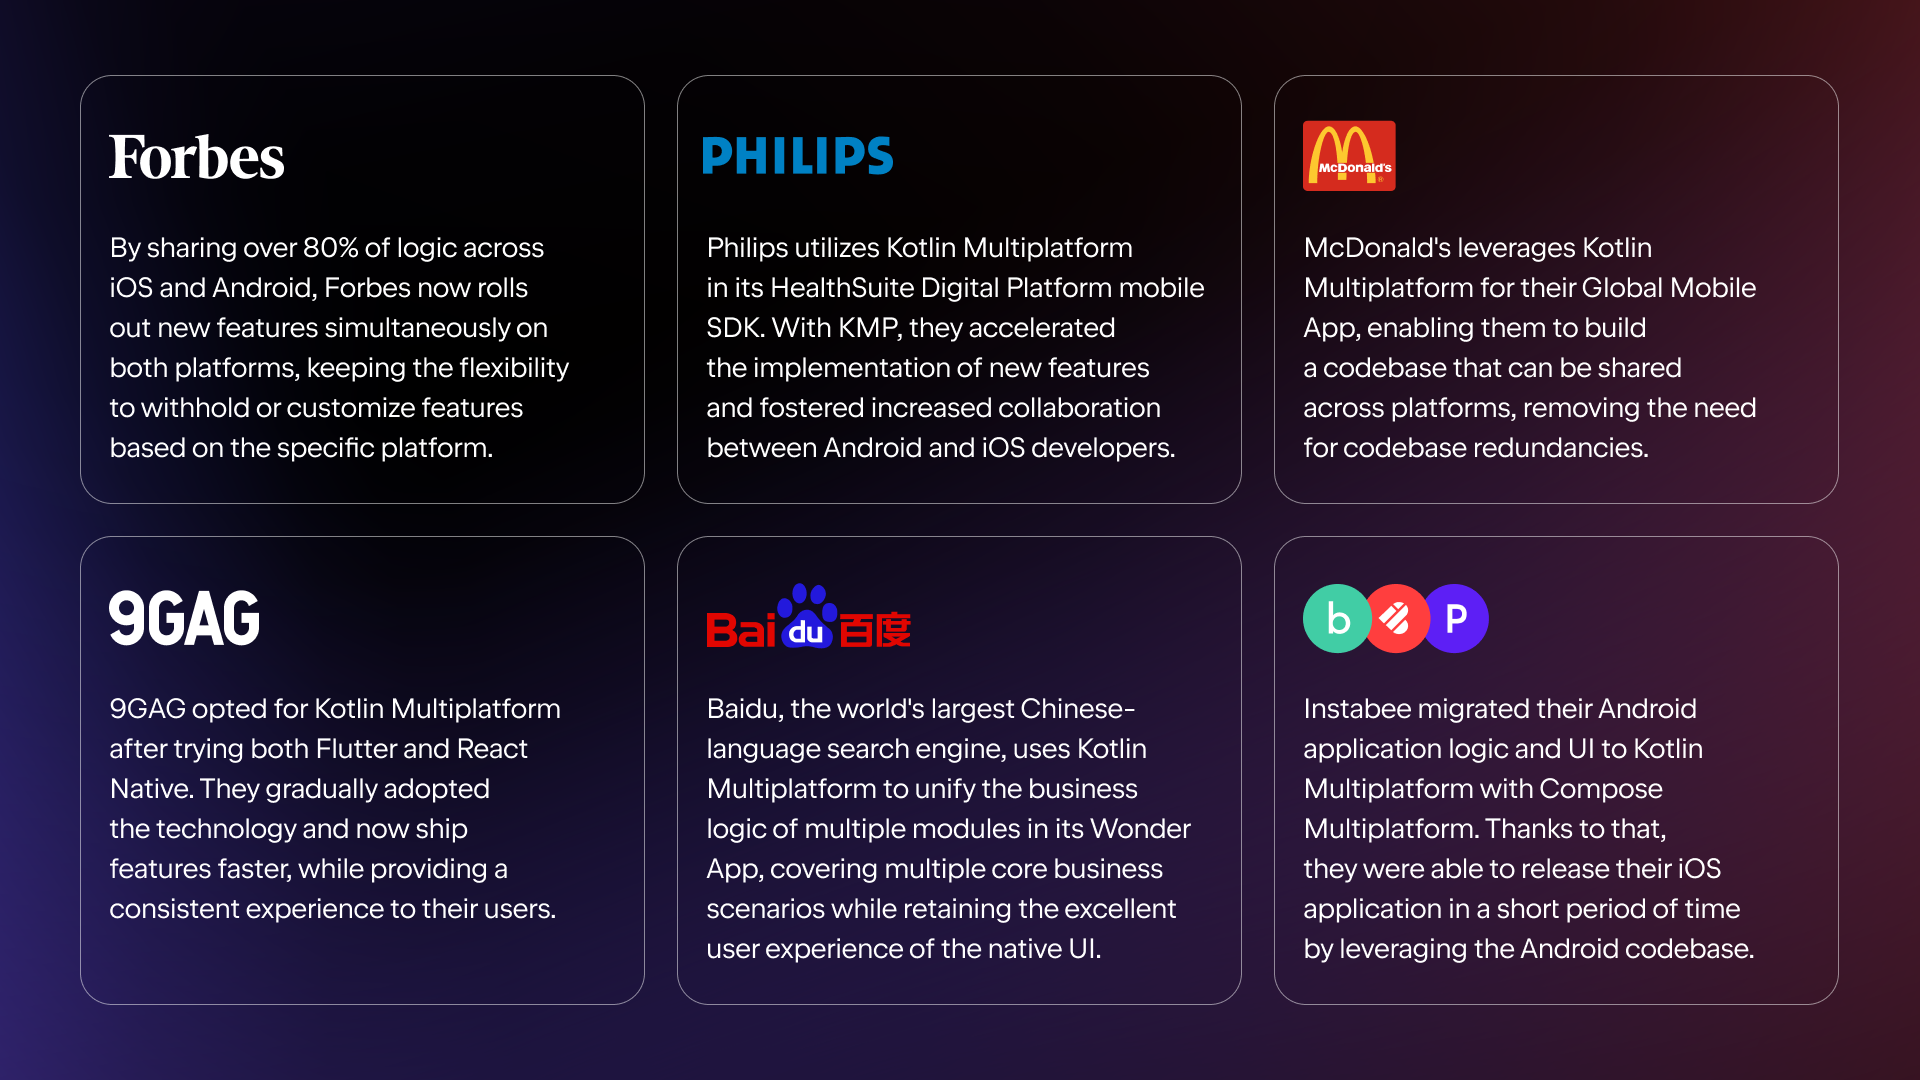 Forbes
By sharing over 80% of logic across
iOS and Android, Forbes now rolls
out new features simultaneously on
both platforms, keeping the flexibility
to withhold or customize features
based on the specific platform.
PHILIPS
Philips utilizes Kotlin Multiplatform
in its HealthSuite Digital Platform mobile
SDK. With KMP, they accelerated
the implementation of new features
and fostered increased collaboration
between Android and iOS developers.
McDonald's
®
McDonald's leverages Kotlin
Multiplatform for their Global Mobile
App, enabling them to build
a codebase that can be shared
across platforms, removing the need
for codebase redundancies.
9GAG
9GAG opted for Kotlin Multiplatform
after trying both Flutter and React
Native. They gradually adopted
the technology and now ship
features faster, while providing a
consistent experience to their users.
Baidu百度
Baidu, the world's largest Chinese-
language search engine, uses Kotlin
Multiplatform to unify the business
logic of multiple modules in its Wonder
App, covering multiple core business
scenarios while retaining the excellent
user experience of the native UI.
b P
Instabee migrated their Android
application logic and UI to Kotlin
Multiplatform with Compose
Multiplatform. Thanks to that,
they were able to release their iOS
application in a short period of time
by leveraging the Android codebase.